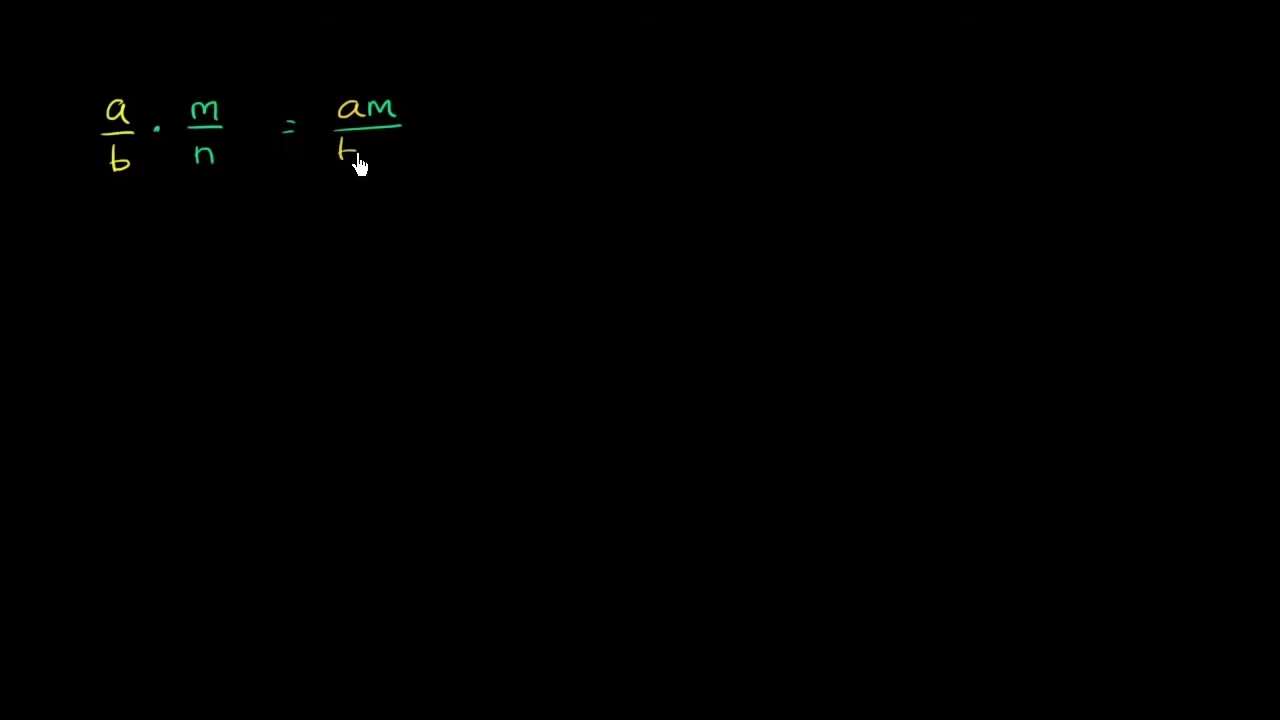 a/b · m/n = am/